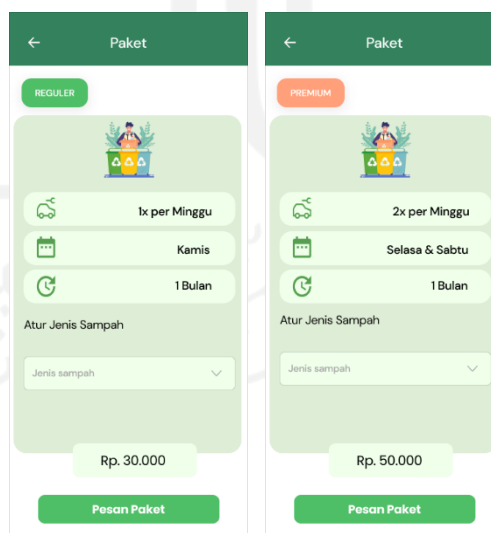 Paket
REGULER
1x per Minggu
Kamis
1 Bulan
Atur Jenis Sampah
Jenis sampah
Rp. 30.000
Pesan Paket
Paket
PREMIUM
2x per Minggu
Selasa & Sabtu
1 Bulan
Atur Jenis Sampah
Jenis sampah
Rp. 50.000
Pesan Paket